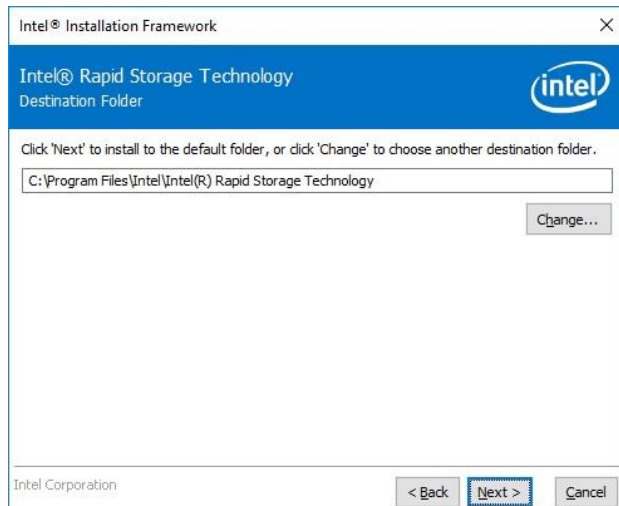 Intel® Installation Framework
Intel® Rapid Storage Technology
Destination Folder
intel
Click 'Next' to install to the default folder, or click 'Change' to choose another destination folder.
C:\Program Files\Intel\Intel(R) Rapid Storage Technology
Change...
Intel Corporation
< Back Next > Cancel